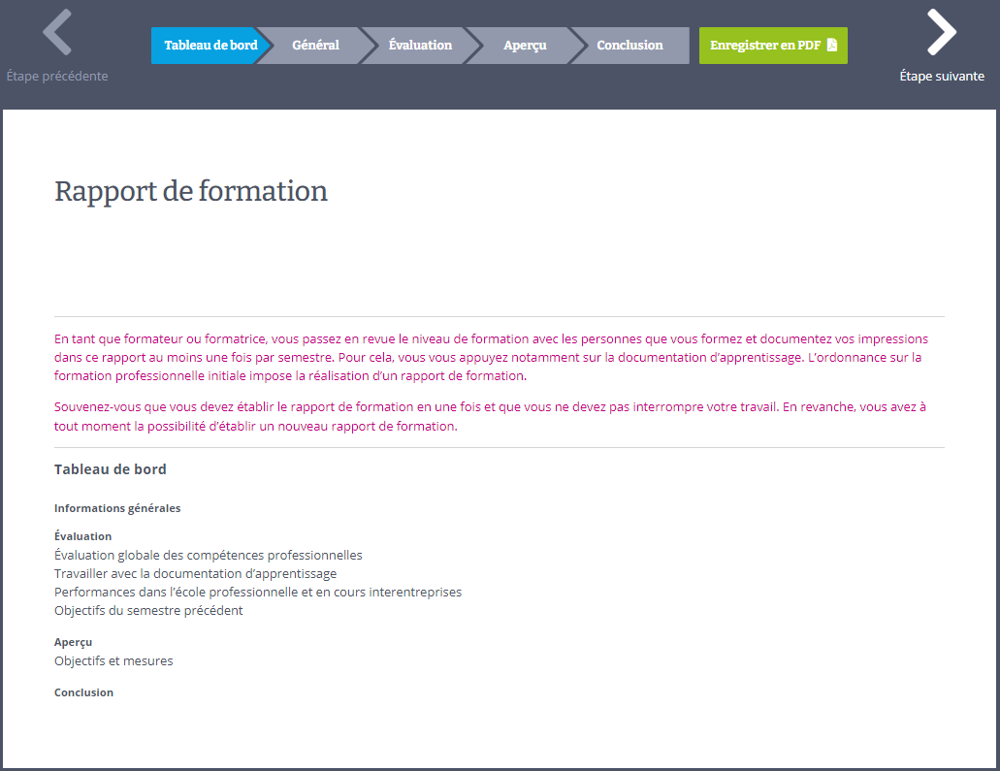 Tableau de bord
Général
Évaluation
Aperçu
Conclusion
Enregistrer en PDF
Étape précédente
Étape suivante
Rapport de formation
En tant que formateur ou formatrice, vous passez en revue le niveau de formation avec les personnes que vous formez et documentez vos impressions
dans ce rapport au moins une fois par semestre. Pour cela, vous vous appuyez notamment sur la documentation d’apprentissage. L’ordonnance sur la
formation professionnelle initiale impose la réalisation d’un rapport de formation.
Souvenez-vous que vous devez établir le rapport de formation en une fois et que vous ne devez pas interrompre votre travail. En revanche, vous avez à
tout moment la possibilité d’établir un nouveau rapport de formation.
Tableau de bord
Informations générales
Évaluation
Évaluation globale des compétences professionnelles
Travailler avec la documentation d’apprentissage
Performances dans l’école professionnelle et en cours interentreprises
Objectifs du semestre précédent
Aperçu
Objectifs et mesures
Conclusion